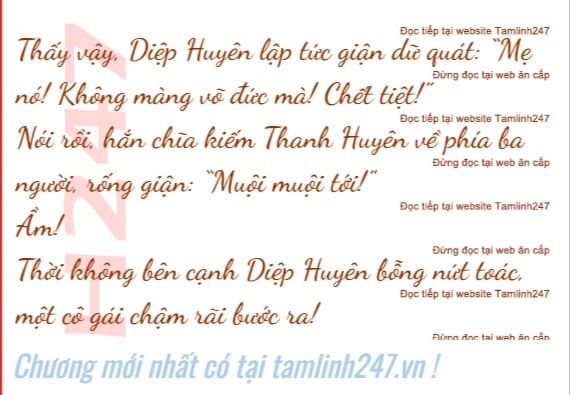 Đọc tiếp tại website Tamlinh247
Thấy vậy, Diệp Huyên lập tức giận dữ quát: “Mẹ
Đừng đọc tại web ăn cắp
nó! Không màng võ đức mà! Chết tiệt!”
Đọc tiếp tại website Tamlinh247
Nói rồi, hắn chĩa kiếm Thanh Huyên về phía ba
Đừng đọc tại web ăn cắp
người, rống giận: “Muội muội tới!”
Đọc tiếp tại website Tamlinh247
Ầm!
Đừng đọc tại web ăn cắp
Thời không bên cạnh Diệp Huyên bỗng nứt toác,
Đọc tiếp tại website Tamlinh247
một cô gái chậm rãi bước ra!
Đừng đọc tại web ăn cắp
Chương mới nhất có tại tamlinh247.vn !
H247